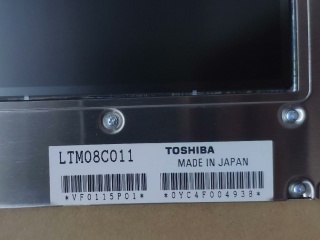 LTM08C011
TOSHIBA
MADE IN JAPAN
*VF0115P01*
*0YC4F004938*